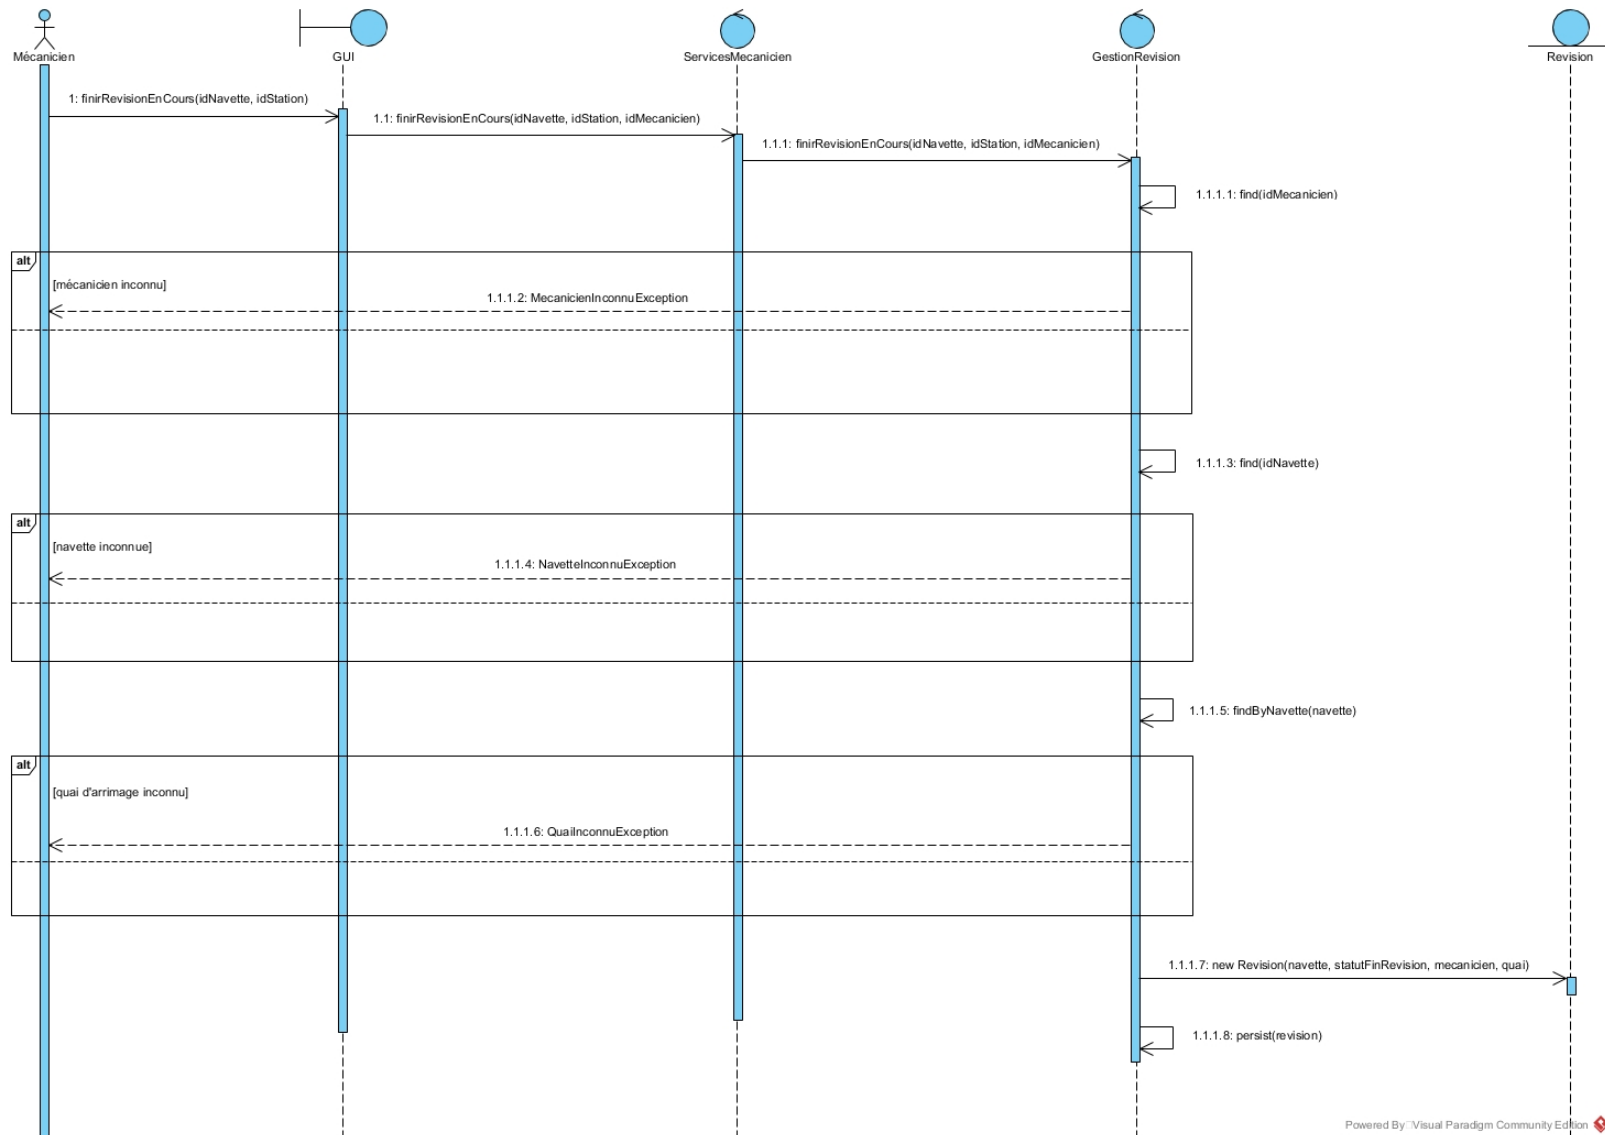 Mécanicien
GUI
ServicesMecanicien
GestionRevision
Revision
1: finirRevisionEnCours(idNavette, idStation)
1.1: finirRevisionEnCours(idNavette, idStation, idMecanicien)
1.1.1: finirRevisionEnCours(idNavette, idStation, idMecanicien)
1.1.1.1: find(idMecanicien)
alt
[mécanicien inconnu]
1.1.1.2: MecanicienInconnuException
1.1.1.3: find(idNavette)
alt
[navette inconnue]
1.1.1.4: NavetteInconnuException
1.1.1.5: findByNavette(navette)
alt
[quai d'arrimage inconnu]
1.1.1.6: QuaiInconnuException
1.1.1.7: new Revision(navette, statutFinRevision, mecanicien, quai)
1.1.1.8: persist(revision)
Powered By Visual Paradigm Community Edition